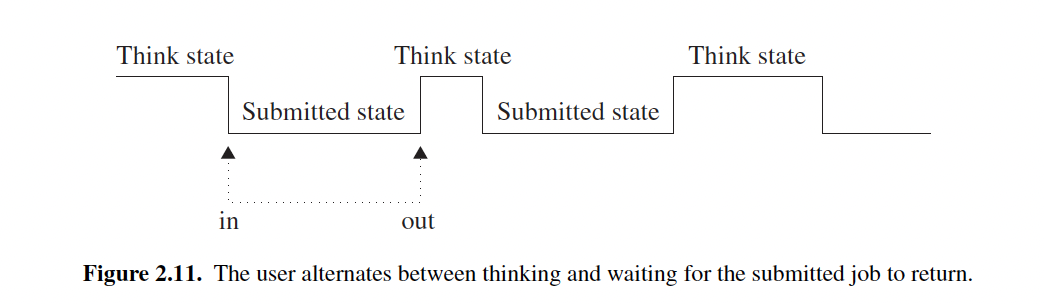 Think state Think state Think state
Submitted state Submitted state
in out
Figure 2.11. The user alternates between thinking and waiting for the submitted job to return.